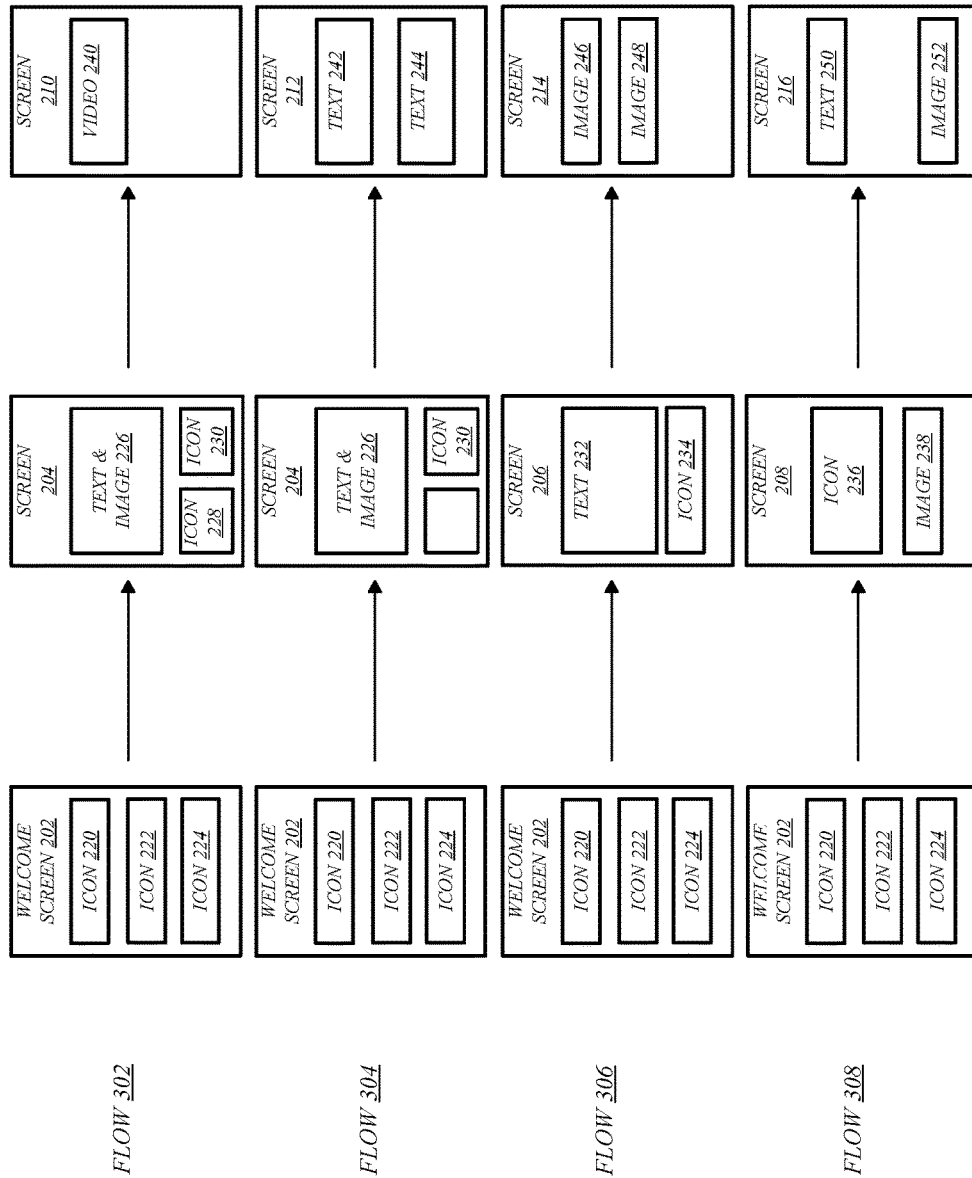 FLOW 302
WELCOME
SCREEN 202
ICON 220
ICON 222
ICON 224
SCREEN
204
TEXT &
IMAGE 226
ICON
228
ICON
230
SCREEN
210
VIDEO 240
FLOW 304
WELCOME
SCREEN 202
ICON 220
ICON 222
ICON 224
SCREEN
204
TEXT &
IMAGE 226
ICON
230
SCREEN
212
TEXT 242
TEXT 244
FLOW 306
WELCOME
SCREEN 202
ICON 220
ICON 222
ICON 224
SCREEN
206
TEXT 232
ICON 234
SCREEN
214
IMAGE 246
IMAGE 248
FLOW 308
WELCOME
SCREEN 202
ICON 220
ICON 222
ICON 224
SCREEN
208
ICON
236
IMAGE 238
SCREEN
216
TEXT 250
IMAGE 252